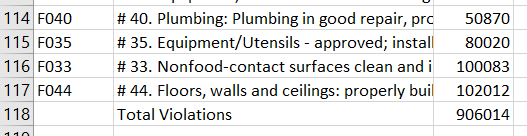 114 F040 # 40. Plumbing: Plumbing in good repair, pro 50870
115 F035 # 35. Equipment/Utensils - approved; instal 80020
116 F033 # 33. Nonfood-contact surfaces clean and i 100083
117 F044 # 44. Floors, walls and ceilings: properly buil 102012
118 Total Violations 906014